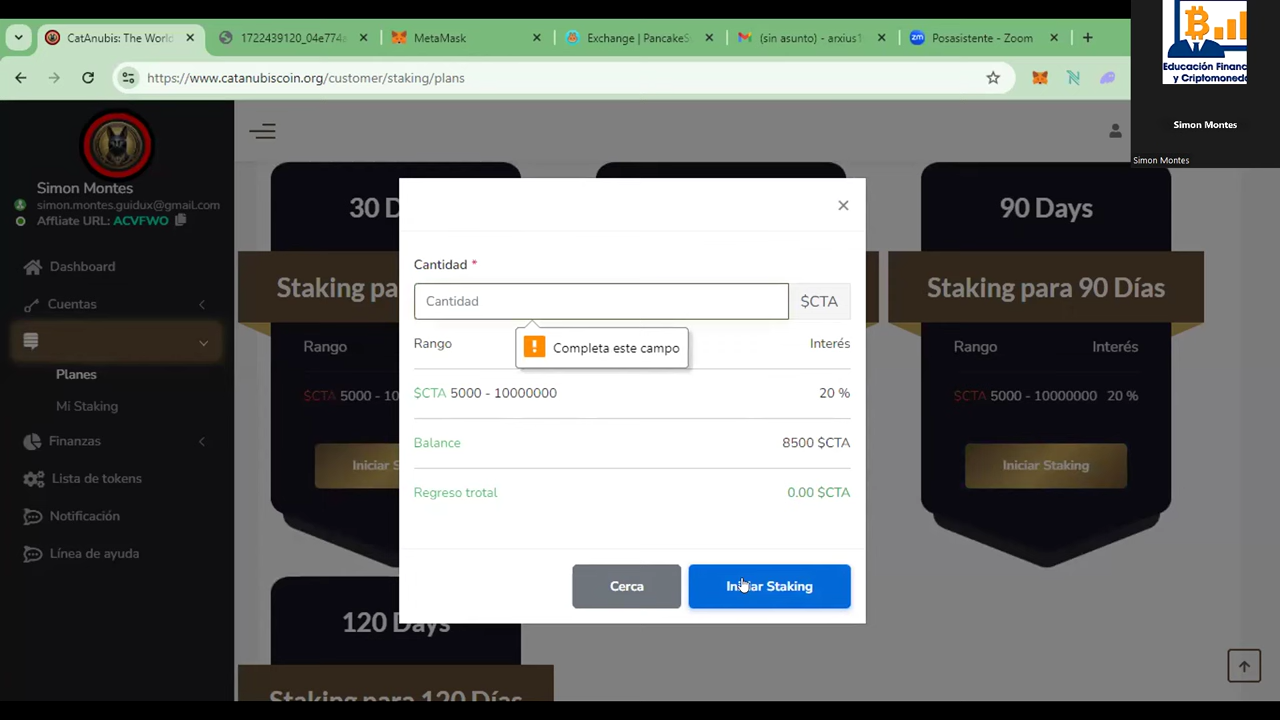 CatAnubis: The World
1722439120_04e774a
MetaMask
Exchange | PancakeS
(sin asunto) - arxius1
zm
Posasistente - Zoom
https://www.catanubiscoin.org/customer/staking/plans
Educación Financ
y Criptomoneda
Simon Montes
Simon Montes
Simon Montes
simon.montes.guidux@gmail.com
Affliate URL: ACVFWO
Dashboard
Cuentas
Planes
Mi Staking
Finanzas
Lista de tokens
Notificación
Línea de ayuda
30 D
Staking pa
Rango
$CTA 5000 - 10
Iniciar S
90 Days
Staking para 90 Días
Rango Interés
$CTA 5000 - 10000000 20 %
Iniciar Staking
120 Days
Staking para 120 Días
×
Cantidad *
Cantidad $CTA
Completa este campo
Rango Interés
$CTA 5000 - 10000000 20 %
Balance 8500 $CTA
Regreso trotal 0.00 $CTA
Cerca Iniciar Staking